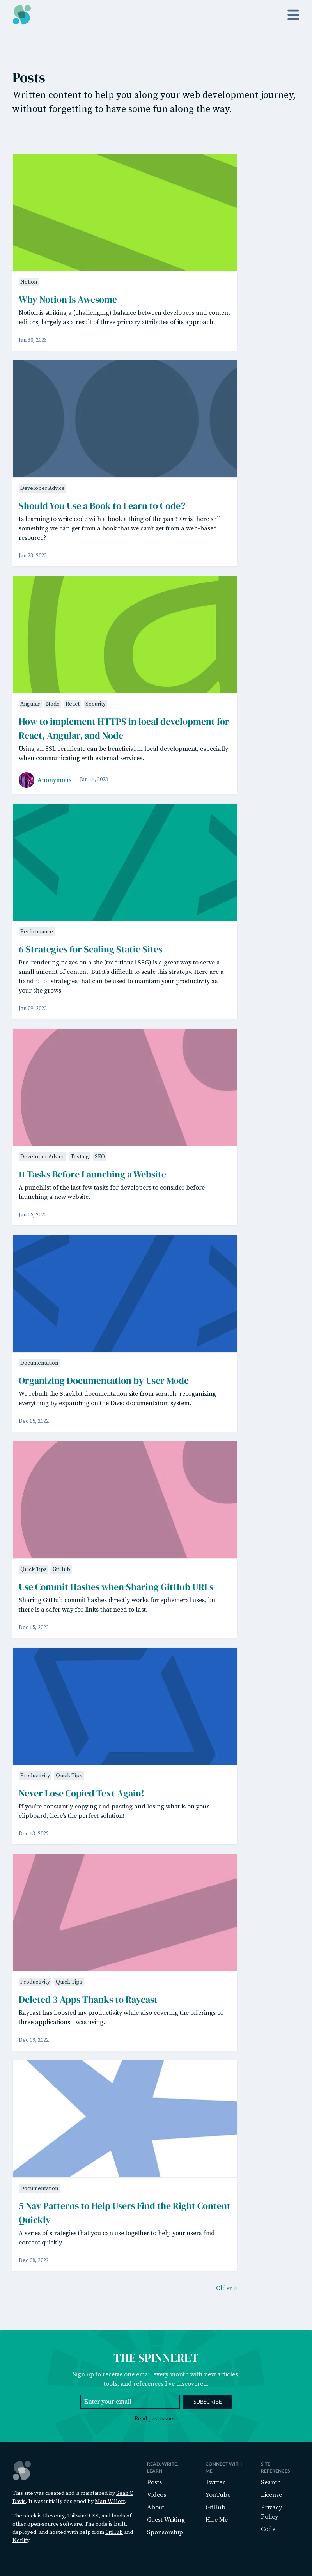 Posts
Written content to help you along your web development journey,
without forgetting to have some fun along the way.
Notion
Why Notion Is Awesome
Notion is striking a (challenging) balance between developers and content
editors, largely as a result of three primary attributes of its approach.
Jan 30, 2023
Developer Advice
Should You Use a Book to Learn to Code?
Is learning to write code with a book a thing of the past? Or is there still
something we can get from a book that we can't get from a web-based
resource?
Jan 23, 2023
Angular Node React Security
How to implement HTTPS in local development for
React, Angular, and Node
Using an SSL certificate can be beneficial in local development, especially
when communicating with external services.
Anonymous · Jan 11, 2023
Performance
6 Strategies for Scaling Static Sites
Pre-rendering pages on a site (traditional SSG) is a great way to serve a
small amount of content. But it's difficult to scale this strategy. Here are a
handful of strategies that can be used to maintain your productivity as
your site grows.
Jan 09, 2023
Developer Advice Testing SEO
11 Tasks Before Launching a Website
A punchlist of the last few tasks for developers to consider before
launching a new website.
Jan 05, 2023
Documentation
Organizing Documentation by User Mode
We rebuilt the Stackbit documentation site from scratch, reorganizing
everything by expanding on the Divio documentation system.
Dec 15, 2022
Quick Tips GitHub
Use Commit Hashes when Sharing GitHub URLs
Sharing GitHub commit hashes directly works for ephemeral uses, but
there is a safer way for links that need to last.
Dec 15, 2022
Productivity Quick Tips
Never Lose Copied Text Again!
If you're constantly copying and pasting and losing what is on your
clipboard, here's the perfect solution!
Dec 13, 2022
Productivity Quick Tips
Deleted 3 Apps Thanks to Raycast
Raycast has boosted my productivity while also covering the offerings of
three applications I was using.
Dec 09, 2022
Documentation
5 Nav Patterns to Help Users Find the Right Content
Quickly
A series of strategies that you can use together to help your users find
content quickly.
Dec 08, 2022
Older >
THE SPINNERET
Sign up to receive one email every month with new articles,
tools, and references I've discovered.
Enter your email
SUBSCRIBE
Read past issues.
This site was created and is maintained by Sean C
Davis. It was initially designed by Matt Willett.
The stack is Eleventy, Tailwind CSS, and loads of
other open source software. The code is built,
deployed, and hosted with help from GitHub and
Netlify.
READ, WRITE,
LEARN
Posts
Videos
About
Guest Writing
Sponsorship
CONNECT WITH
ME
Twitter
YouTube
GitHub
Hire Me
SITE
REFERENCES
Search
License
Privacy
Policy
Code